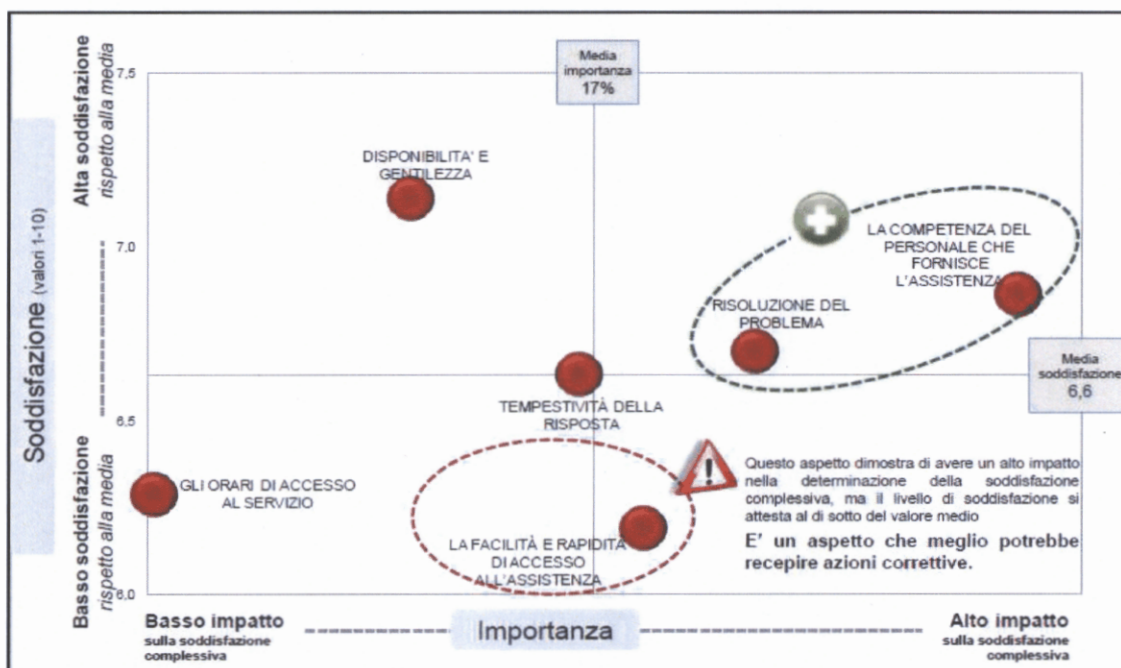 Alta soddisfazione
rispetto alla media
Soddisfazione (valori 1-10)
Basso soddisfazione
rispetto alla media
7,5
7,0
6,5
6,0
Media
importanza
17%
DISPONIBILITA' E
GENTILEZZA
LA COMPETENZA DEL
PERSONALE CHE
FORNISCE
L'ASSISTENZA
RISOLUZIONE DEL
PROBLEMA
Media
soddisfazione
6,6
TEMPESTIVITÀ DELLA
RISPOSTA
GLI ORARI DI ACCESSO
AL SERVIZIO
LA FACILITÀ E RAPIDITÀ
DI ACCESSO
ALL'ASSISTENZA
Questo aspetto dimostra di avere un alto impatto
nella determinazione della soddisfazione
complessiva, ma il livello di soddisfazione si
attesta al di sotto del valore medio
E' un aspetto che meglio potrebbe
recepire azioni correttive.
Basso impatto
sulla soddisfazione
complessiva
Importanza
Alto impatto
sulla soddisfazione
complessiva